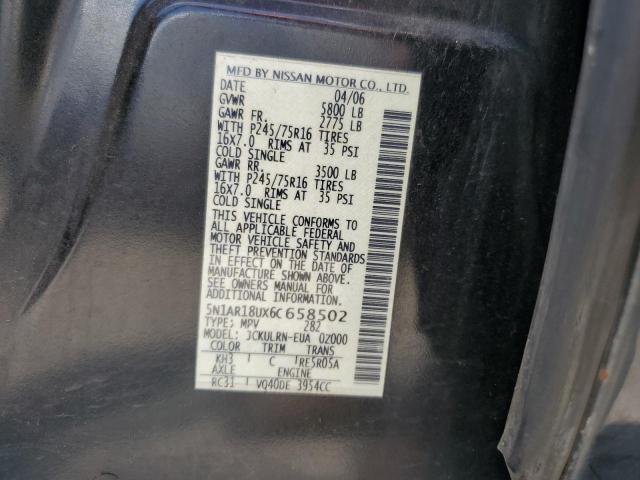 MFD BY NISSAN MOTOR CO., LTD.
DATE 04/06
GVWR 5800 LB
GAWR FR. 2775 LB
WITH P245/75R16 TIRES
16X7.0 RIMS AT 35 PSI
COLD SINGLE
GAWR RR. 3500 LB
WITH P245/75R16 TIRES
16X7.0 RIMS AT 35 PSI
COLD SINGLE
THIS VEHICLE CONFORMS TO
ALL APPLICABLE FEDERAL
MOTOR VEHICLE SAFETY AND
THEFT PREVENTION STANDARDS
IN EFFECT ON THE DATE OF
MANUFACTURE SHOWN ABOVE.
SEE OWNERS MANUAL FOR
ADDITIONAL INFORMATION.
5N1AR18UX6C658502
TYPE: MPV 282
MODEL: 3CKULRN-EUA 02000
COLOR TRIM TRANS
KH3 C RE5R05A
AXLE ENGINE
RC31 VQ40DE 3954CC